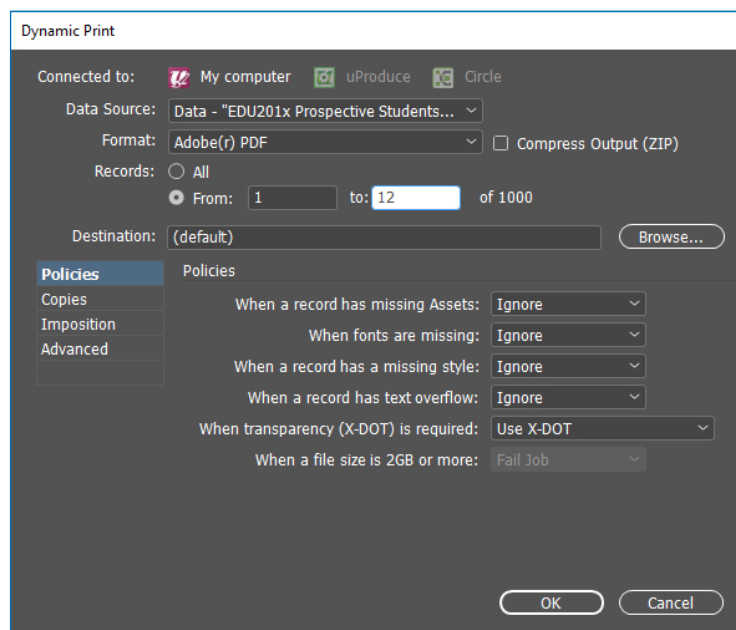 Dynamic Print
Connected to: My computer uProduce Circle
Data Source: Data - "EDU201x Prospective Students...
Format: Adobe(r) PDF Compress Output (ZIP)
Records: All
From: 1 to: 12 of 1000
Destination: (default) Browse...
Policies Policies
Copies When a record has missing Assets: Ignore
Imposition When fonts are missing: Ignore
Advanced When a record has a missing style: Ignore
When a record has text overflow: Ignore
When transparency (X-DOT) is required: Use X-DOT
When a file size is 2GB or more: Fail Job
OK Cancel